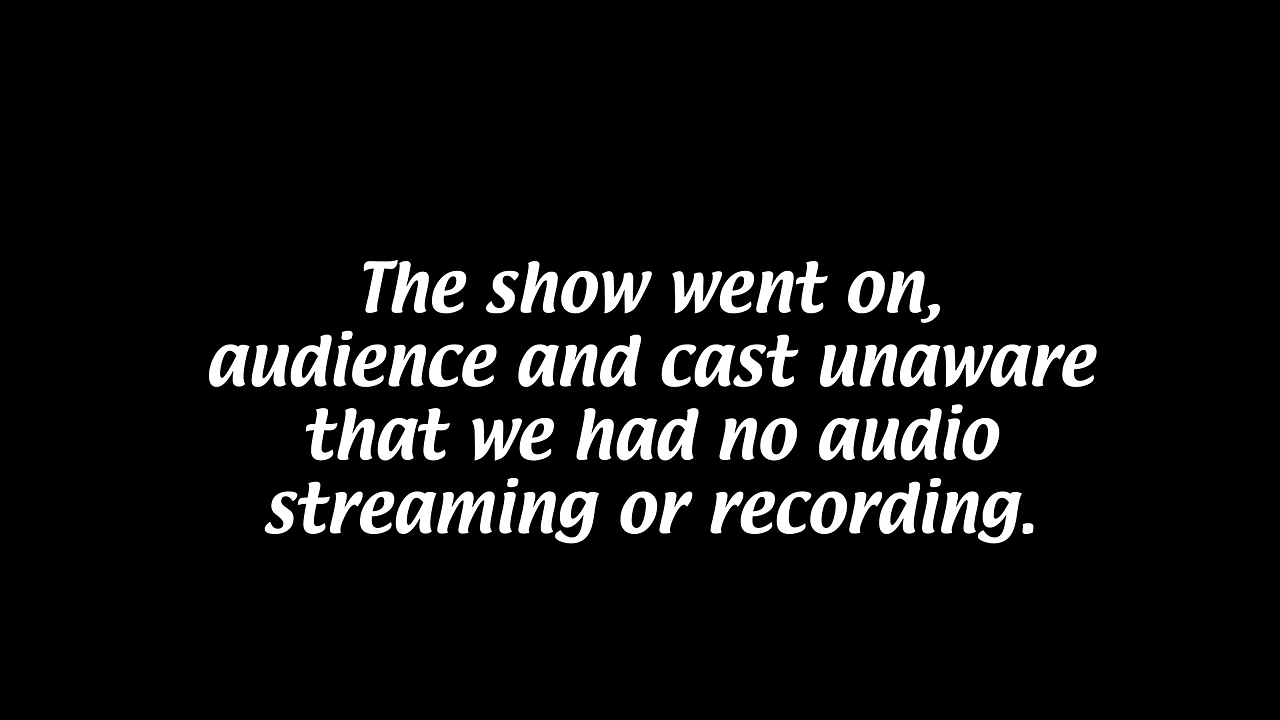 The show went on,
audience and cast unaware
that we had no audio
streaming or recording.